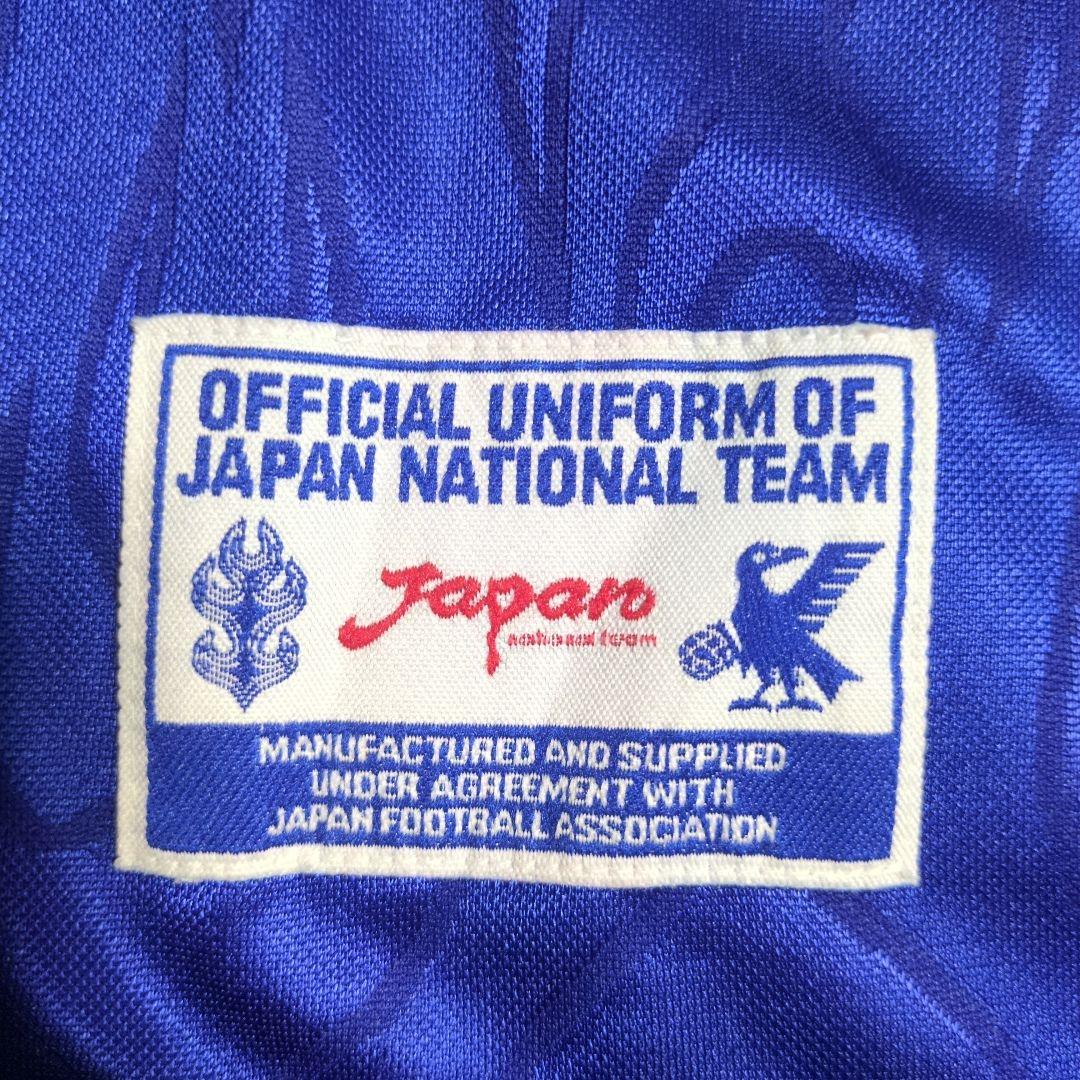 OFFICIAL UNIFORM OF
JAPAN NATIONAL TEAM
Japan
national team
MANUFACTURED AND SUPPLIED
UNDER AGREEMENT WITH
JAPAN FOOTBALL ASSOCIATION